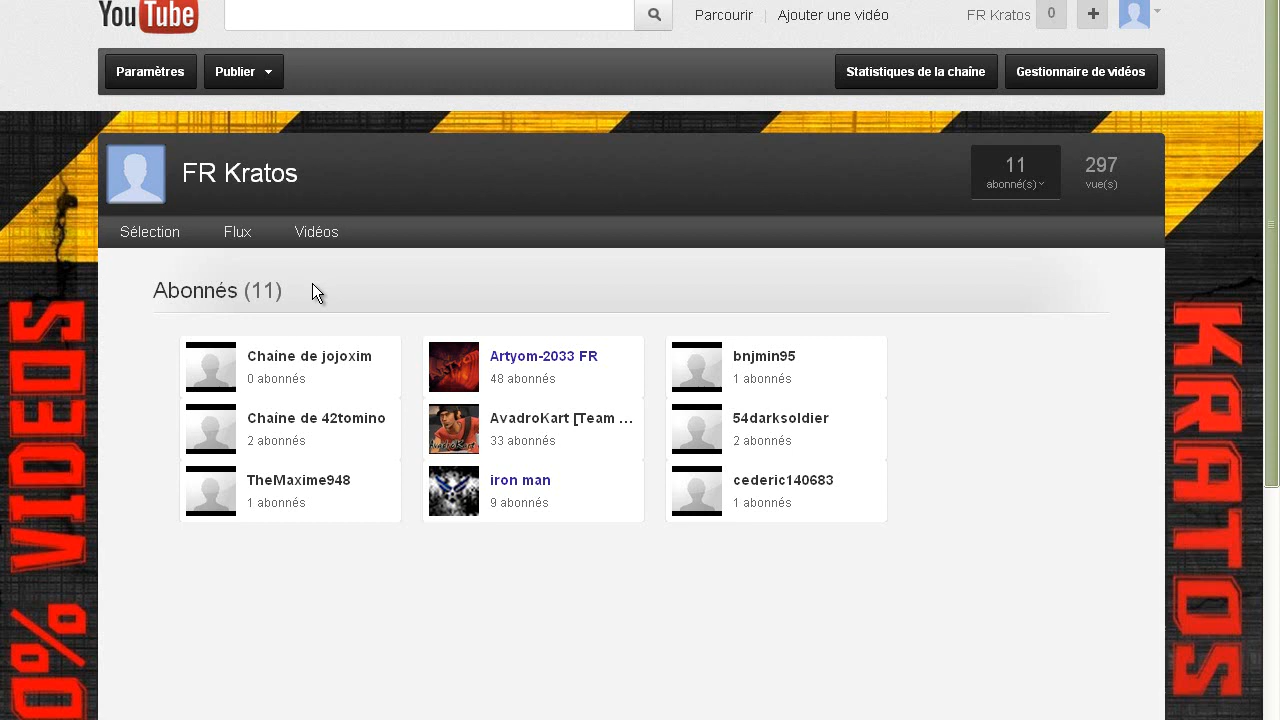 YouTube
Parcourir | Ajouter une vidéo
FR Kratos 0 +
Paramètres
Publier
Statistiques de la chaîne
Gestionnaire de vidéos
FR Kratos
11
abonné(s)
297
vue(s)
Sélection
Flux
Vidéos
Abonnés (11)
Chaîne de jojoxim
0 abonnés
Artyom-2033 FR
48 abonnés
bnjmin95
1 abonnés
Chaîne de 42tomino
2 abonnés
AvadroKart [Team ...
33 abonnés
54darksoldier
2 abonnés
TheMaxime948
1 abonnés
iron man
9 abonnés
cederic140683
1 abonnés
0% VIDEOS
KRATOS